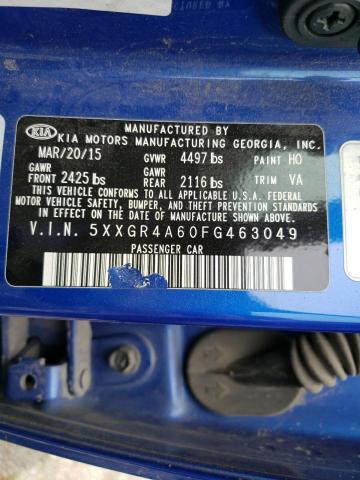 MANUFACTURED BY
KIA KIA MOTORS MANUFACTURING GEORGIA, INC.
MAR/20/15 GVWR 4497 lbs PAINT HO
GAWR FRONT 2425 lbs GAWR REAR 2116 lbs TRIM VA
THIS VEHICLE CONFORMS TO ALL APPLICABLE U.S.A. FEDERAL
MOTOR VEHICLE SAFETY, BUMPER, AND THEFT PREVENTION
STANDARDS IN EFFECT ON THE DATE OF MANUFACTURE SHOWN ABOVE.
V.I.N. 5XXGR4A60FG463049
PASSENGER CAR